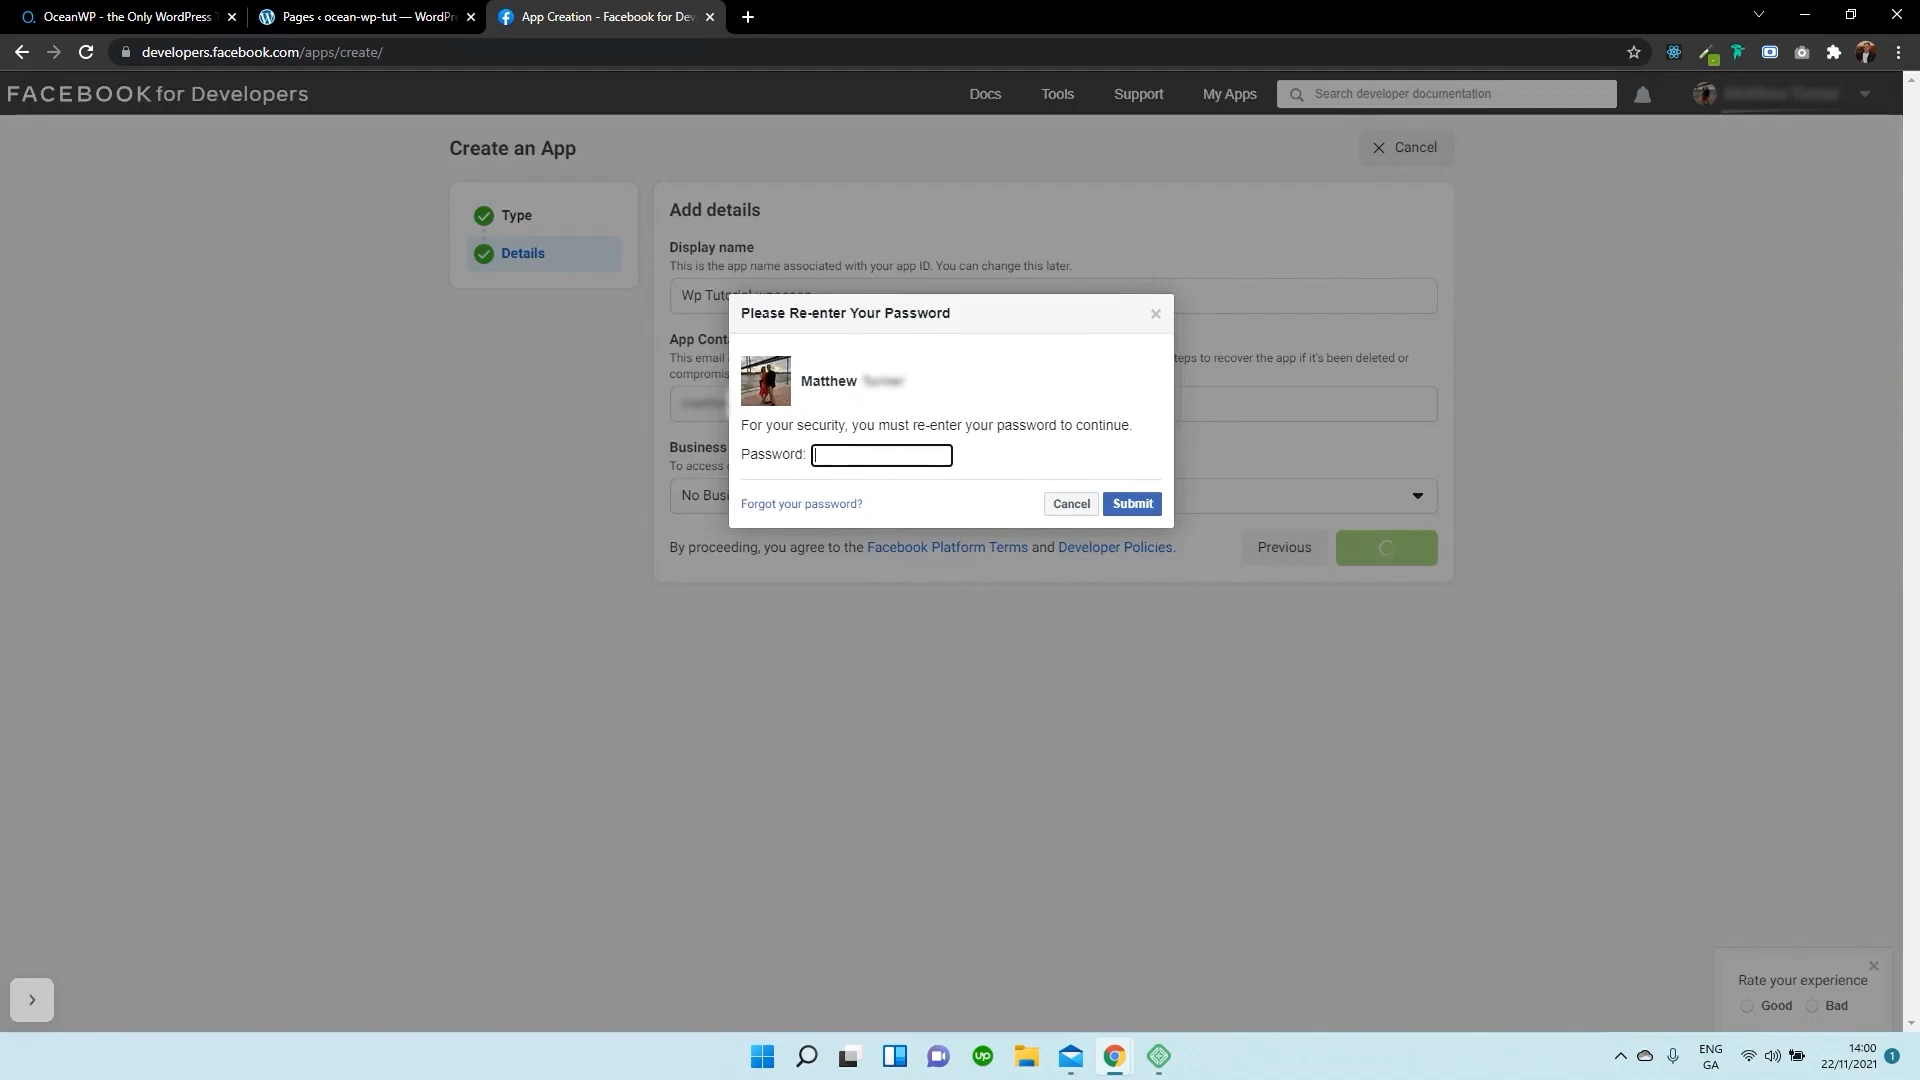 OceanWP - the Only WordPress T
Pages ‹ ocean-wp-tut — WordPre
App Creation - Facebook for Dev
developers.facebook.com/apps/create/
FACEBOOK for Developers
Docs
Tools
Support
My Apps
Search developer documentation
Create an App
Cancel
Type
Details
Add details
Display name
This is the app name associated with your app ID. You can change this later.
Wp Tutorial
App Cont
This email
teps to recover the app if it's been deleted or
compromis
Business
To access
No Busi
Please Re-enter Your Password
Matthew
For your security, you must re-enter your password to continue.
Password:
Forgot your password?
Cancel
Submit
By proceeding, you agree to the Facebook Platform Terms and Developer Policies.
Previous
Rate your experience
Good
Bad
up
ENG
GA
14:00
22/11/2021
1